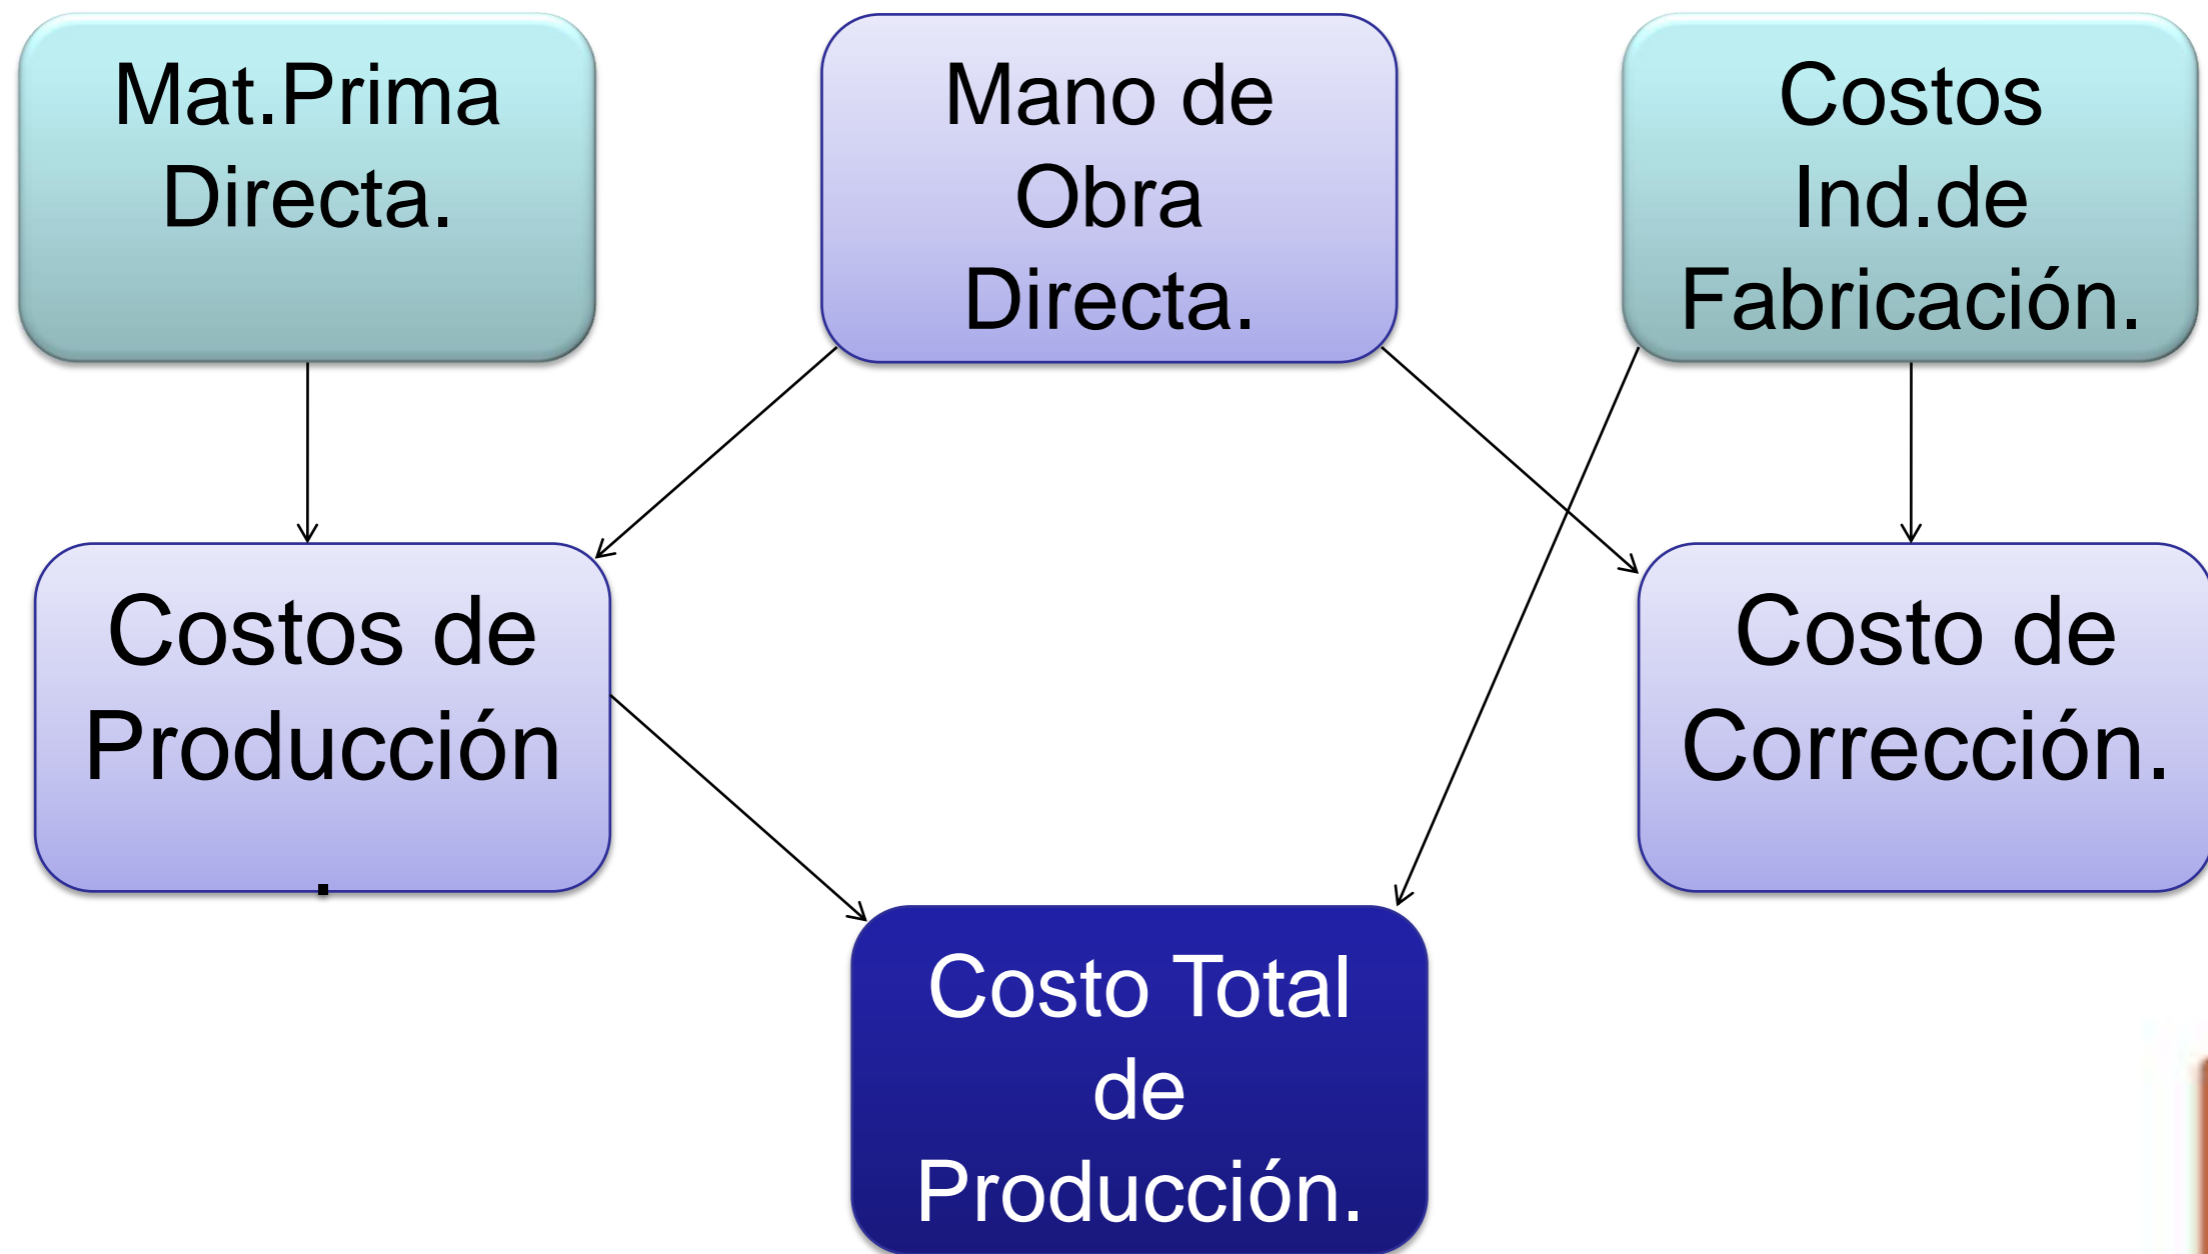 Mat.Prima
Directa.
Mano de
Obra
Directa.
Costos
Ind.de
Fabricación.
Costos de
Producción
.
Costo de
Corrección.
Costo Total
de
Producción.